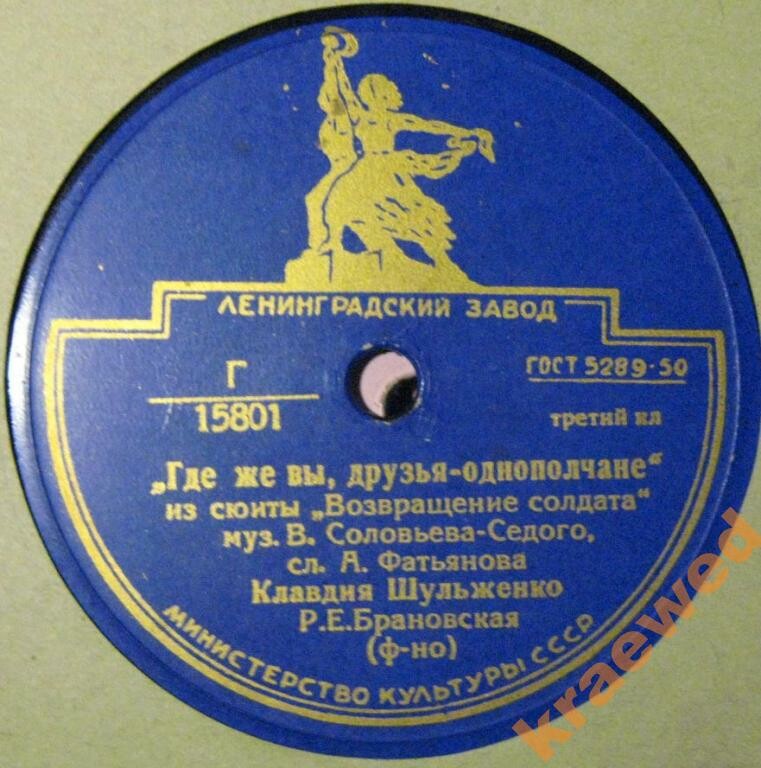 ЛЕНИНГРАДСКИЙ ЗАВОД
Г
15801
ГОСТ 5289-50
третий кл
„Где же вы, друзья-однополчане“
из сюиты „Возвращение солдата“
муз. В. Соловьева-Седого,
сл. А. Фатьянова
Клавдия Шульженко
Р.Е.Брановская
(ф-но)
МИНИСТЕРСТВО КУЛЬТУРЫ СССР
kraewed